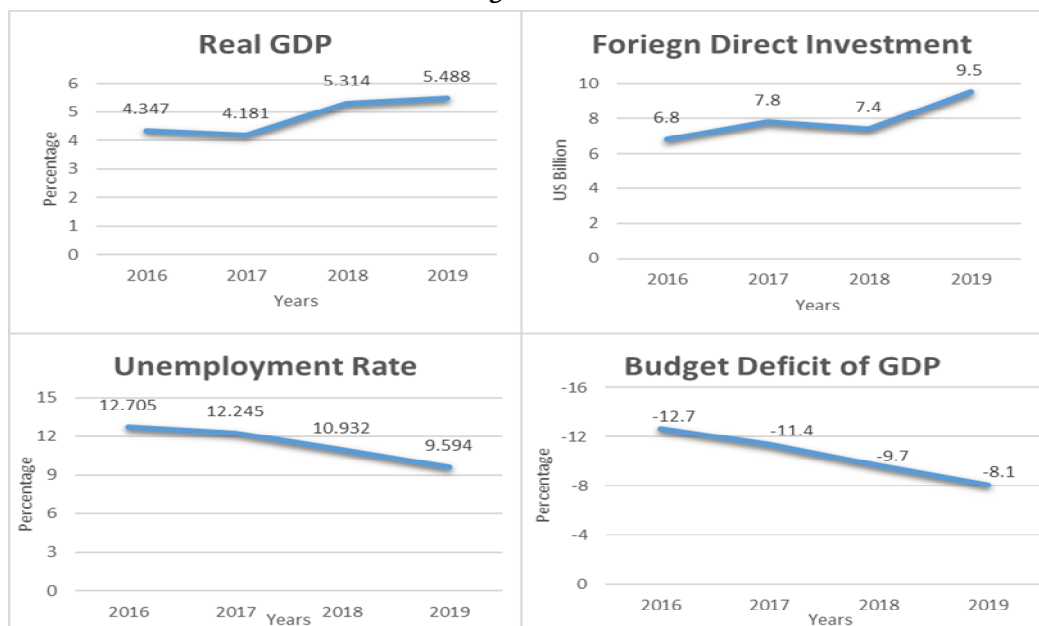 Real GDP
6
5
4
3
2
1
0
4.347
4.181
5.314
5.488
Percentage
2016 2017 2018 2019
Years
Foriegn Direct Investment
10
8
6
4
2
0
6.8
7.8
7.4
9.5
US Billion
2016 2017 2018 2019
Years
Unemployment Rate
15
12
9
6
3
0
12.705
12.245
10.932
9.594
Percentage
2016 2017 2018 2019
Years
Budget Deficit of GDP
-16
-12
-8
-4
0
-12.7
-11.4
-9.7
-8.1
Percentage
2016 2017 2018 2019
Years